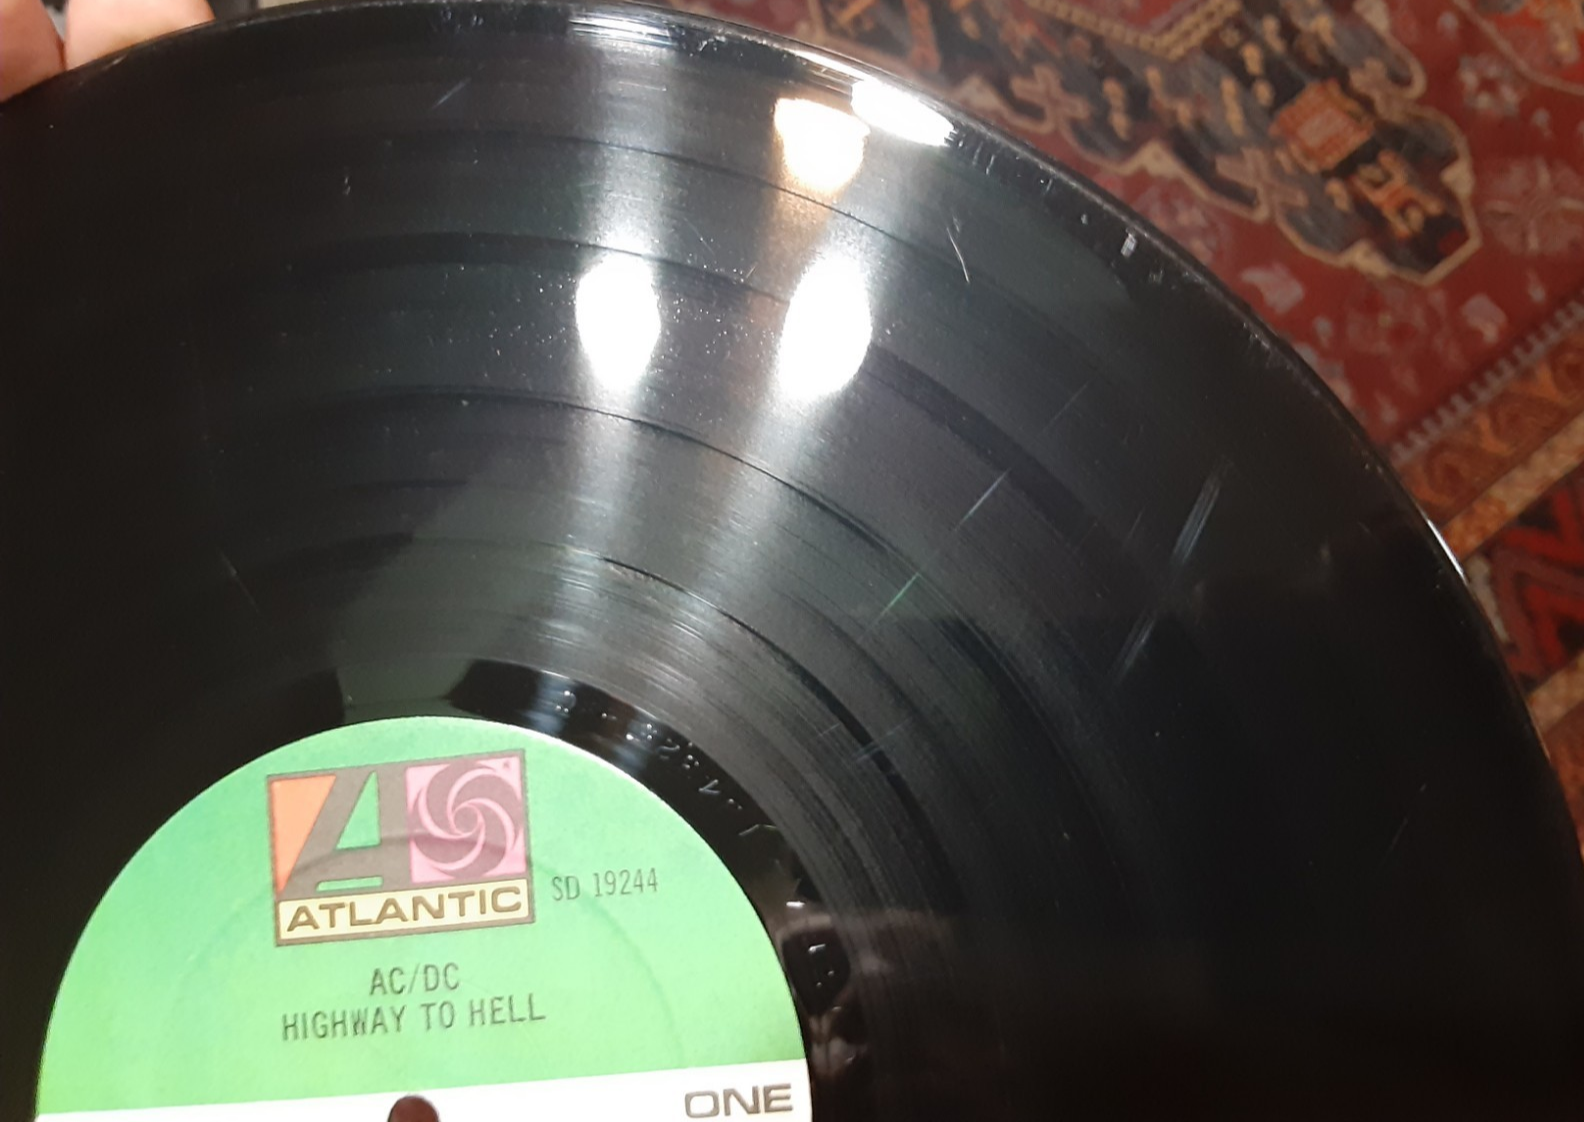 ATLANTIC
SD 19244
AC/DC
HIGHWAY TO HELL
ONE